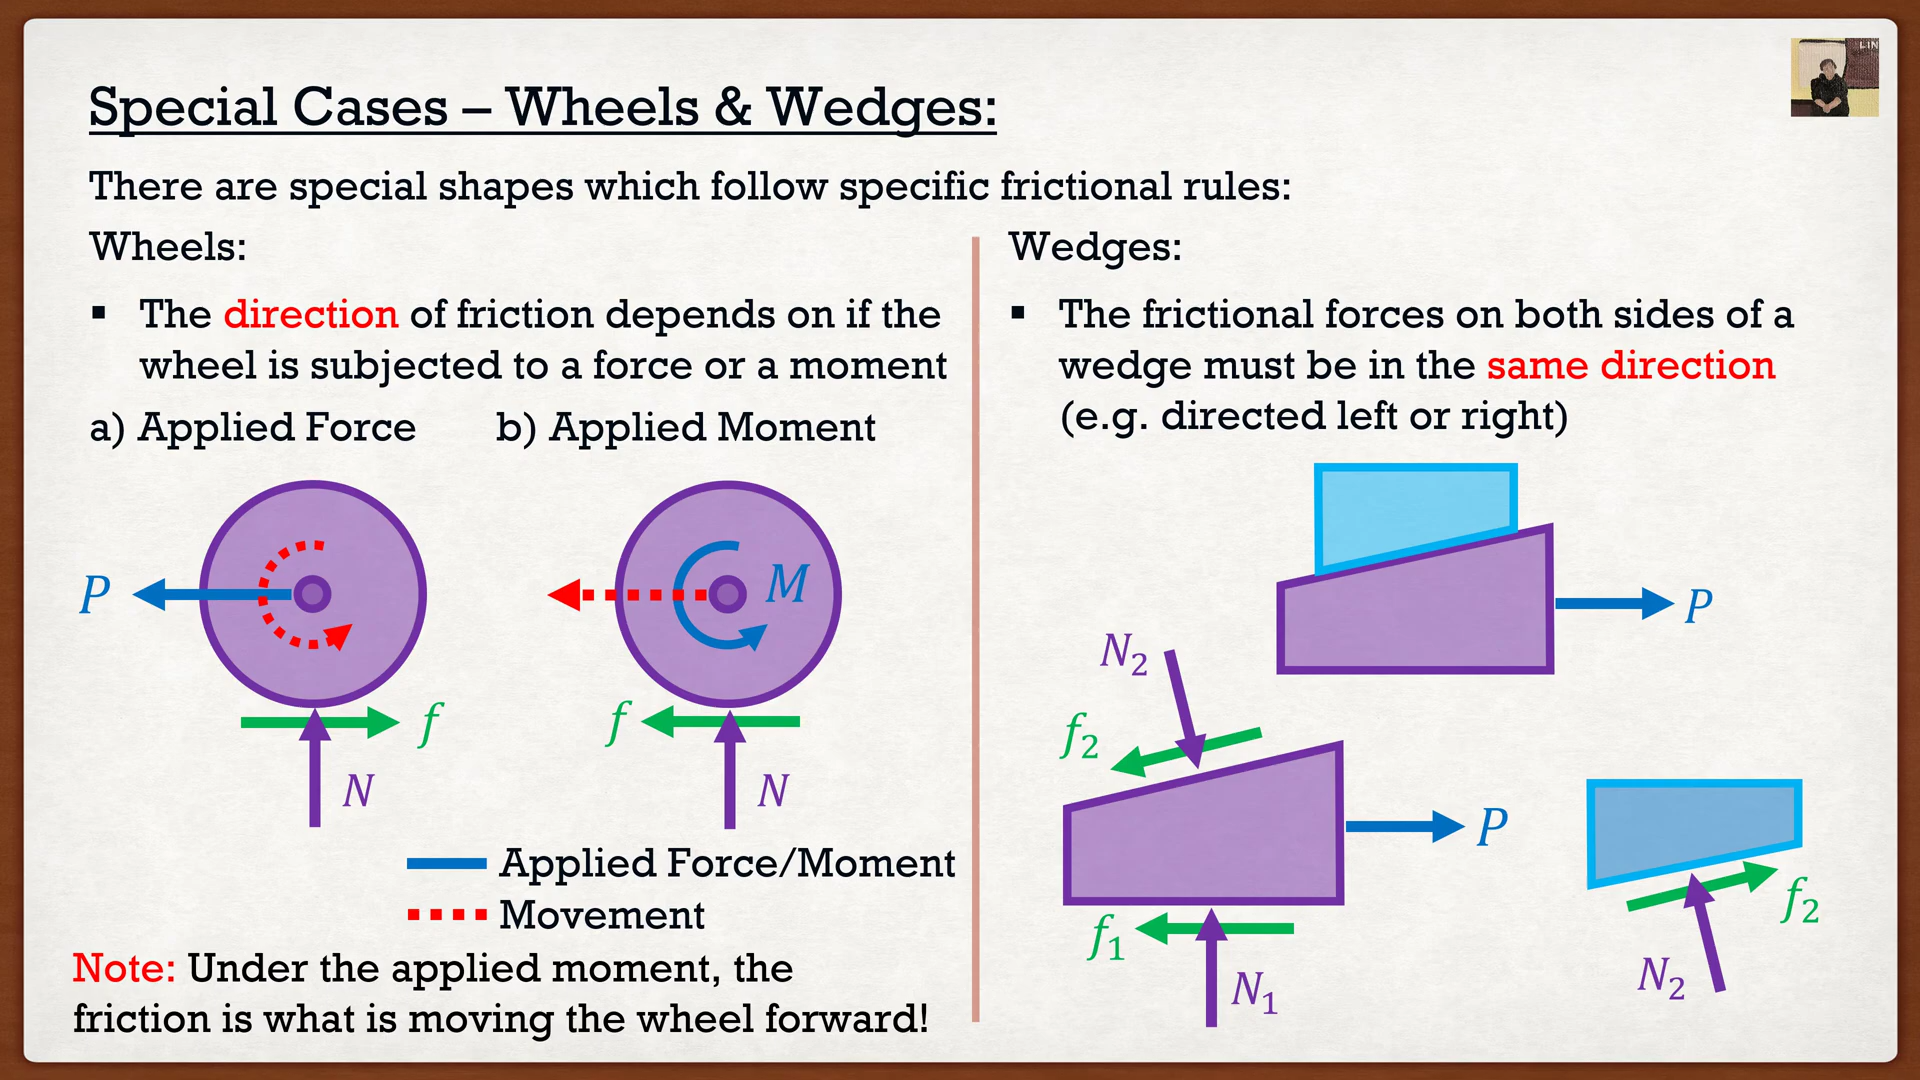 LIN
Special Cases – Wheels & Wedges:
There are special shapes which follow specific frictional rules:
Wheels:
▪ The direction of friction depends on if the
wheel is subjected to a force or a moment
a) Applied Force
b) Applied Moment
P
f
N
M
f
N
Applied Force/Moment
Movement
Note: Under the applied moment, the
friction is what is moving the wheel forward!
Wedges:
▪ The frictional forces on both sides of a
wedge must be in the same direction
(e.g. directed left or right)
P
N₂
f₂
P
f₁
N₁
f₂
N₂